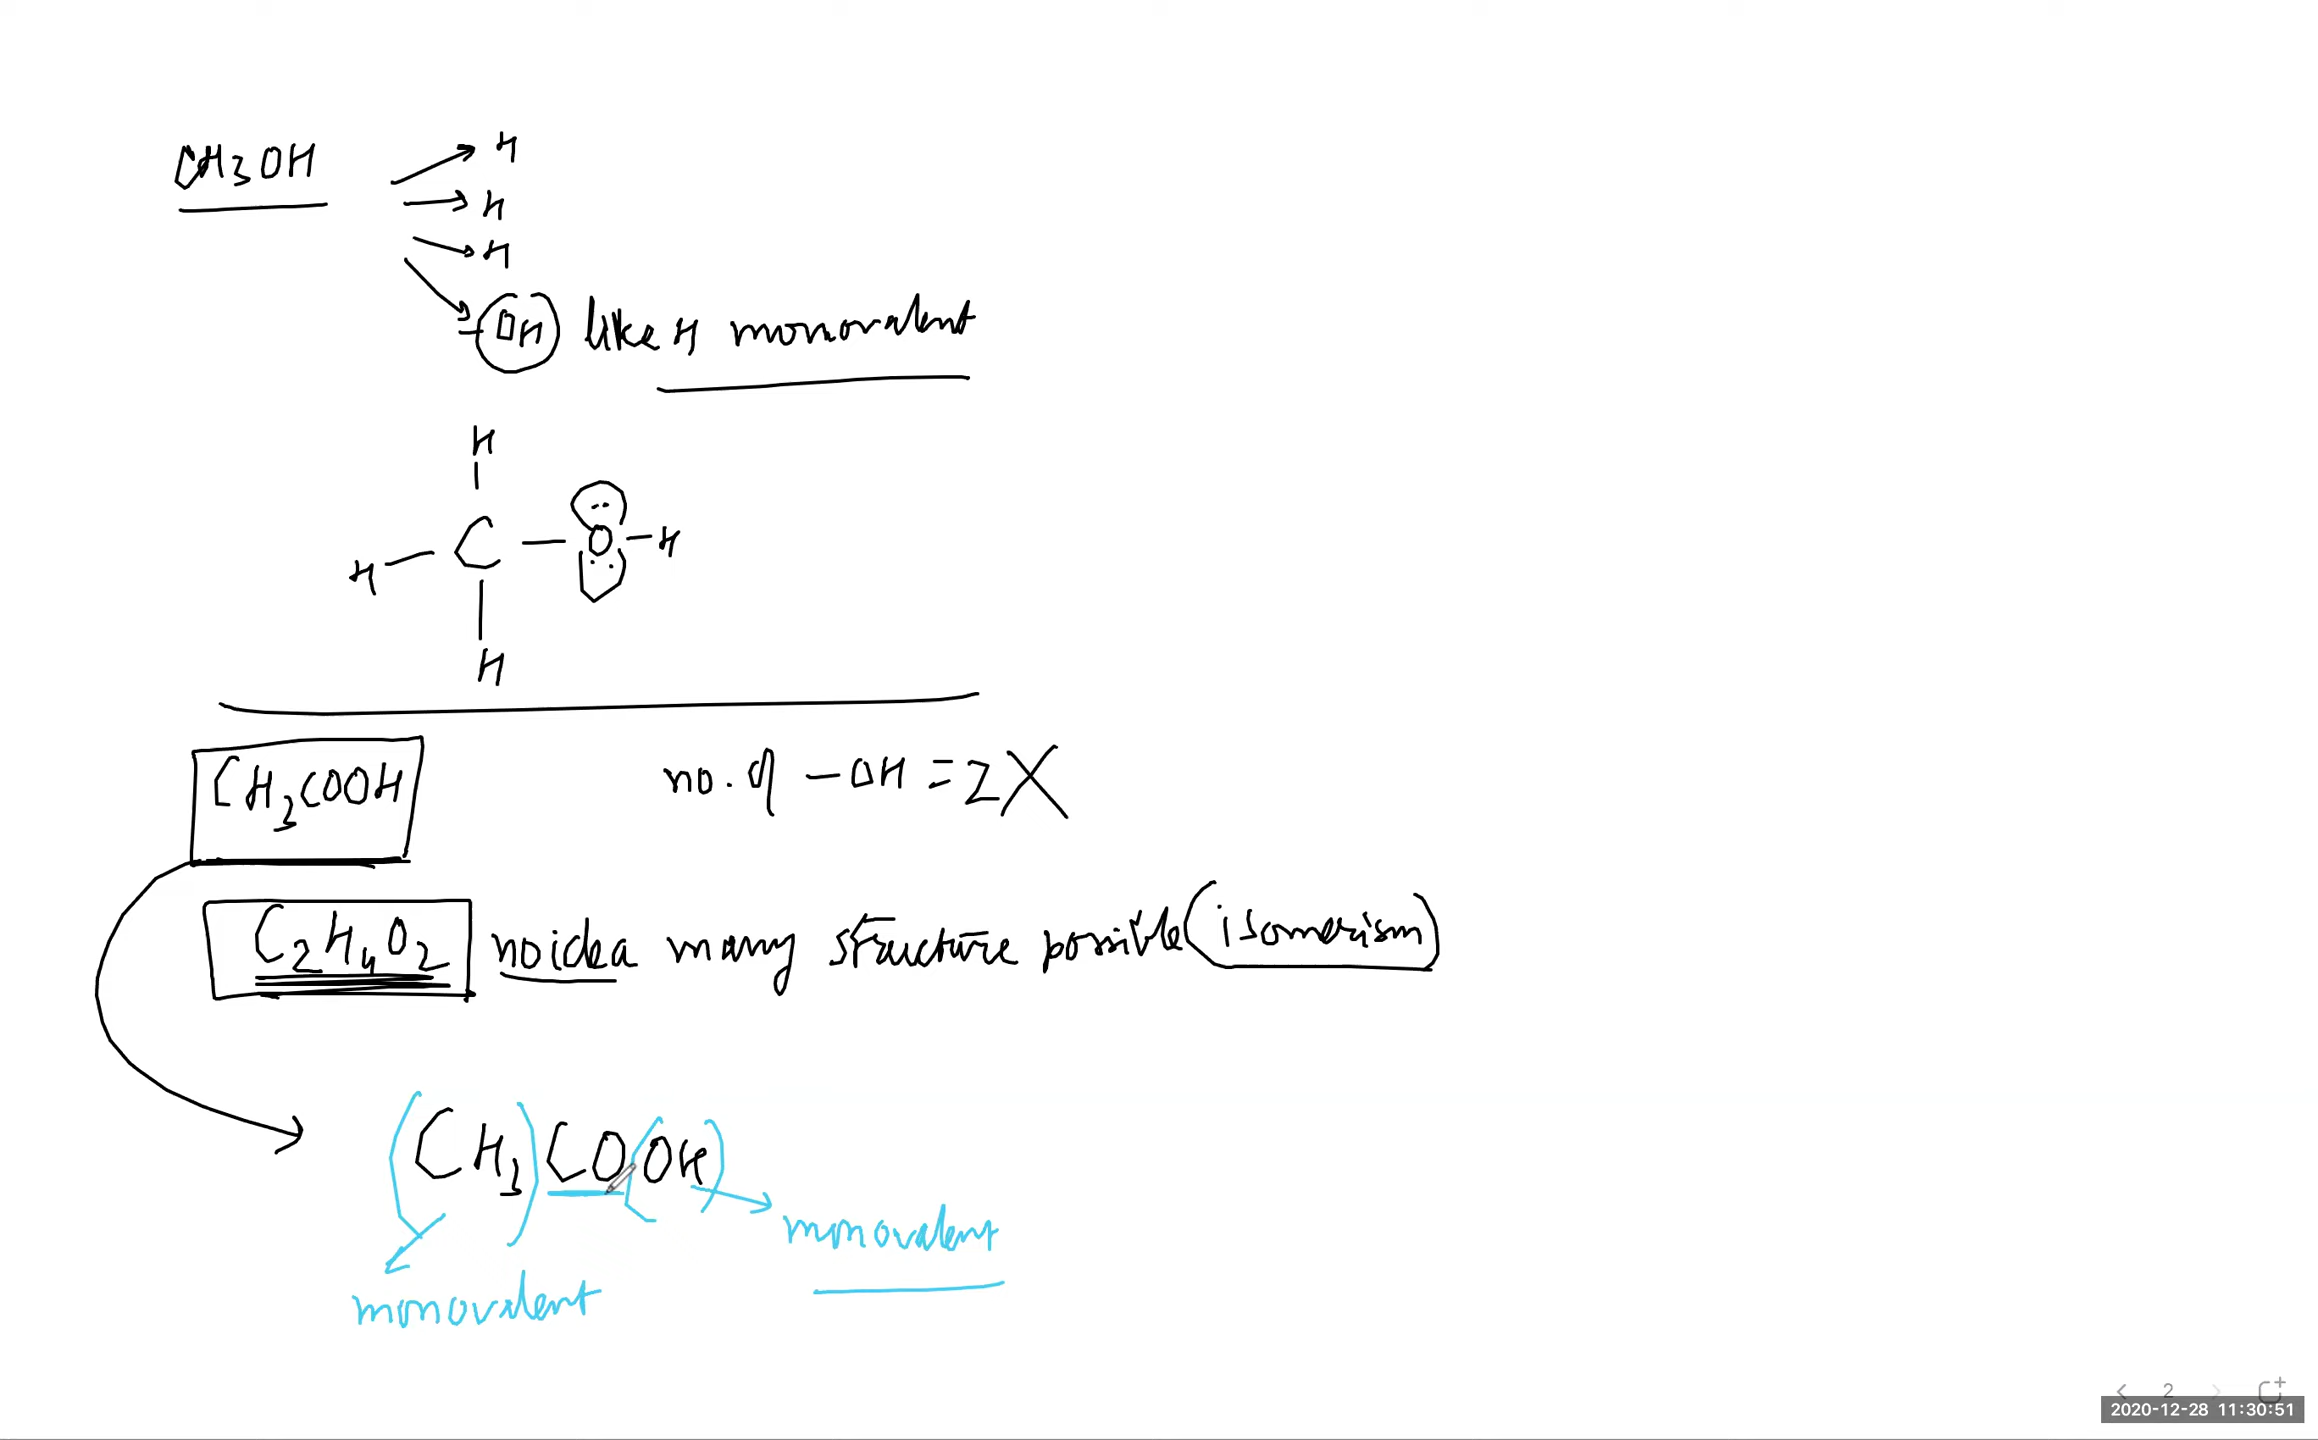 CH3OH
H
H
H
-OH like H monovalent
H
H - C - O - H
H
CH3COOH no. of - OH = 2 X
C2H4O2 no idea many structure possible (isomerism)
(CH3) CO (OH)
monovalent
monovalent
2
2020-12-28 11:30:51